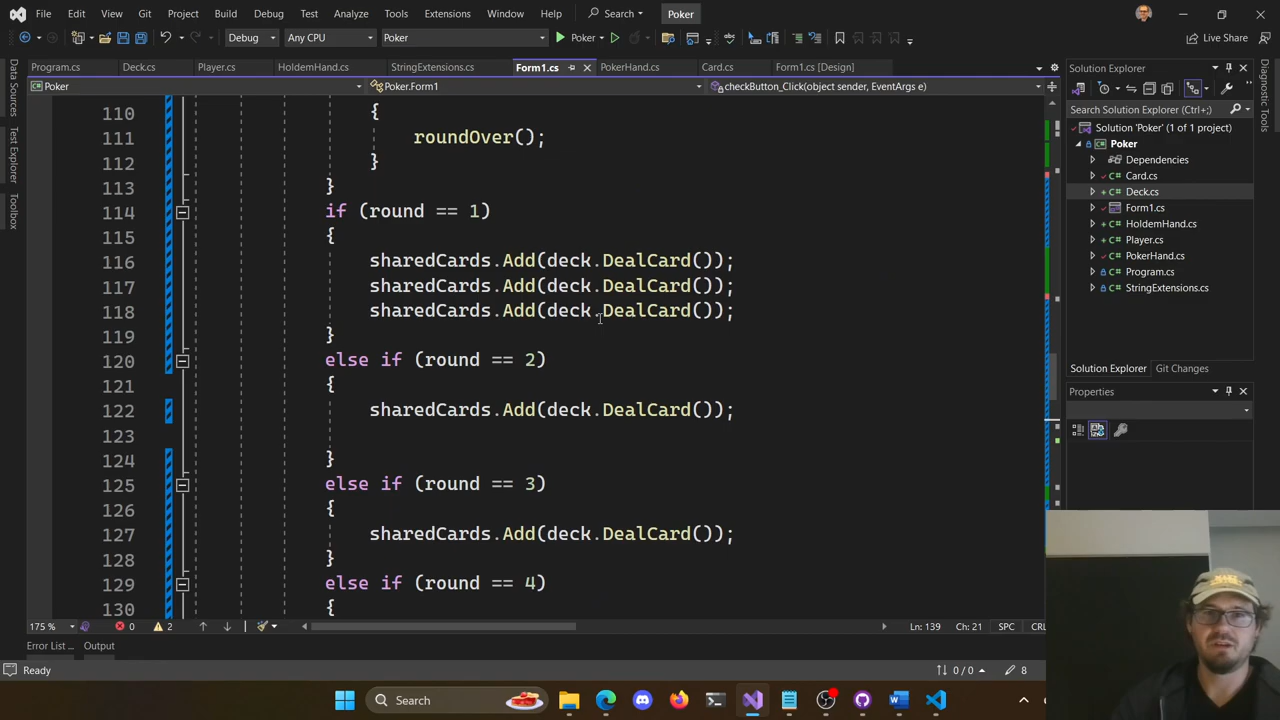 File Edit View Git Project Build Debug Test Analyze Tools Extensions Window Help Search Poker
Debug Any CPU Poker Poker Live Share
Program.cs Deck.cs Player.cs HoldemHand.cs StringExtensions.cs Form1.cs PokerHand.cs Card.cs Form1.cs [Design]
Poker Poker.Form1 checkButton_Click(object sender, EventArgs e)
Data Sources
Test Explorer
Toolbox
110 {
111 roundOver();
112 }
113 }
114 if (round == 1)
115 {
116 sharedCards.Add(deck.DealCard());
117 sharedCards.Add(deck.DealCard());
118 sharedCards.Add(deck.DealCard());
119 }
120 else if (round == 2)
121 {
122 sharedCards.Add(deck.DealCard());
123
124 }
125 else if (round == 3)
126 {
127 sharedCards.Add(deck.DealCard());
128 }
129 else if (round == 4)
130 {
175 % 0 2 Ln: 139 Ch: 21 SPC CRL
Error List ... Output
Ready 0 / 0 8
Solution Explorer
Search Solution Explorer (Ctrl+;)
Solution 'Poker' (1 of 1 project)
Poker
Dependencies
Card.cs
Deck.cs
Form1.cs
HoldemHand.cs
Player.cs
PokerHand.cs
Program.cs
StringExtensions.cs
Solution Explorer Git Changes
Properties
Diagnostic Tools
Search